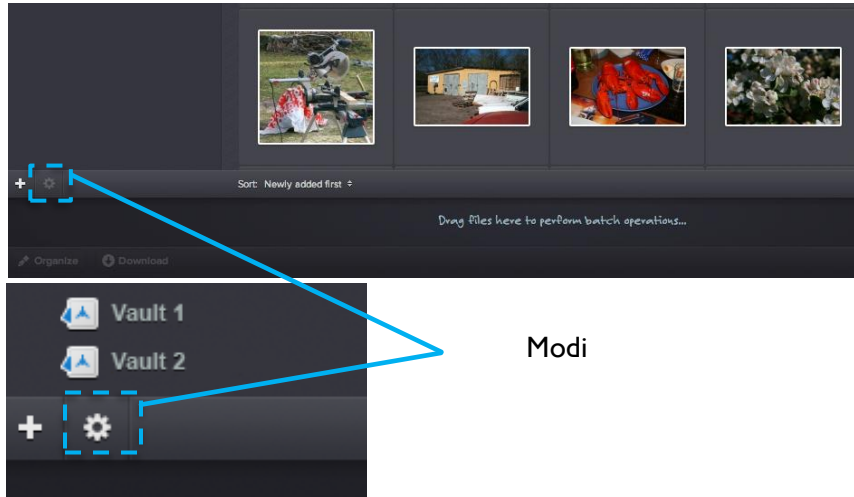 Sort: Newly added first
Drag files here to perform batch operations...
Organize Download
Vault 1
Vault 2
Modi